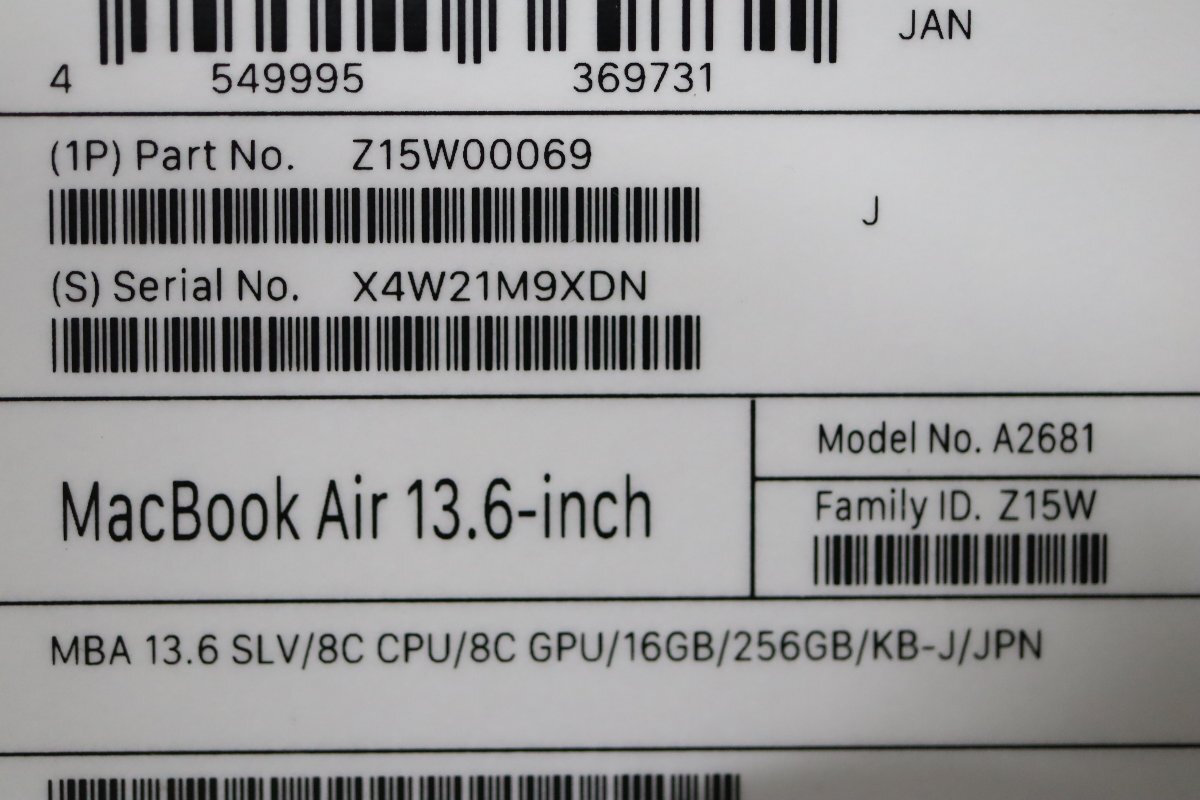 JAN
4 549995 369731
(1P) Part No. Z15W00069
J
(S) Serial No. X4W21M9XDN
MacBook Air 13.6-inch
Model No. A2681
Family ID. Z15W
MBA 13.6 SLV/8C CPU/8C GPU/16GB/256GB/KB-J/JPN